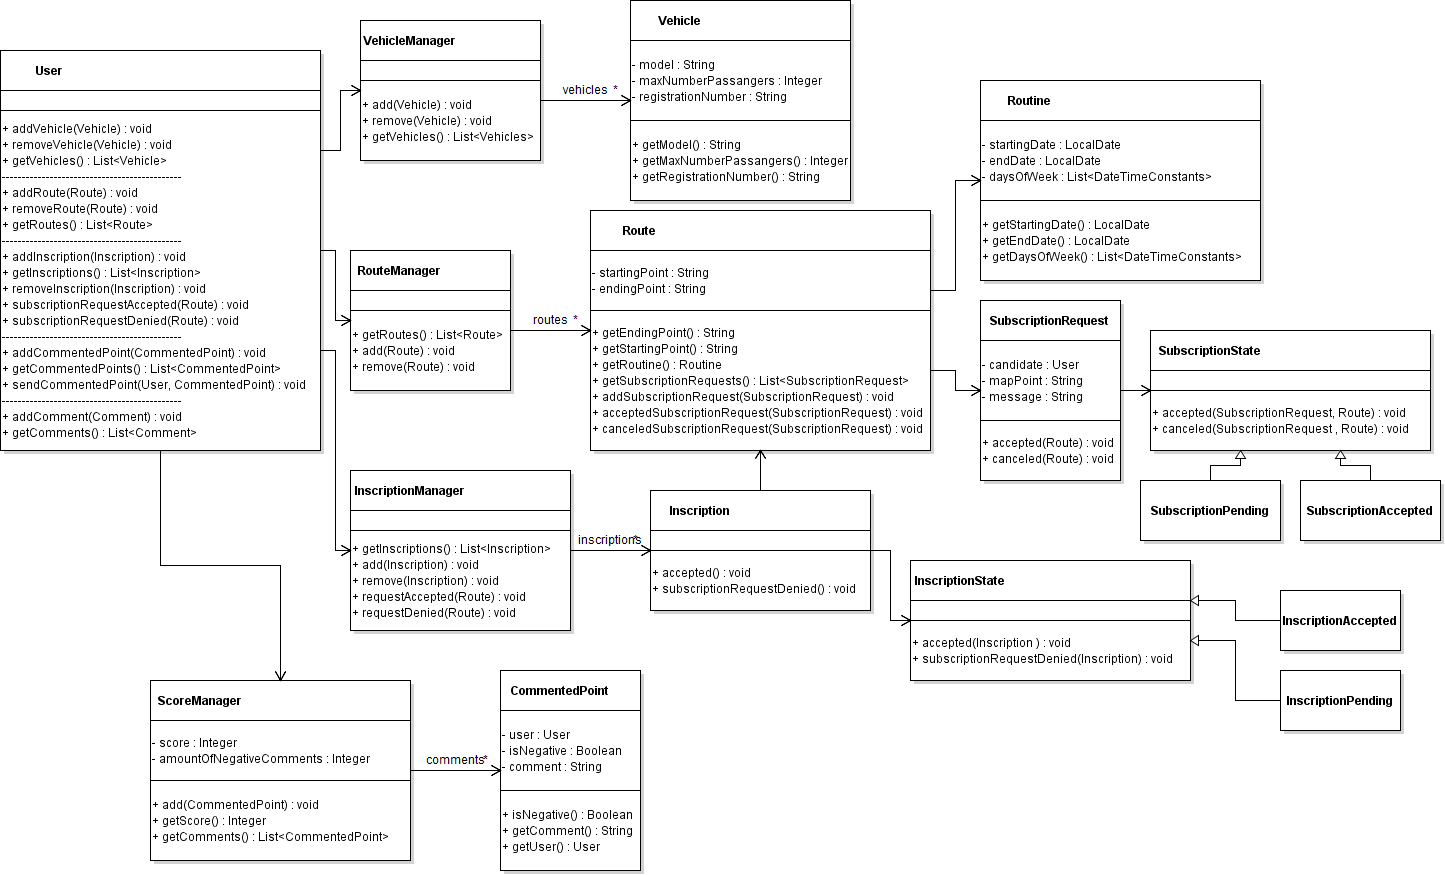 User
+ addVehicle(Vehicle) : void
+ removeVehicle(Vehicle) : void
+ getVehicles() : List<Vehicle>
---------------------------------------------
+ addRoute(Route) : void
+ removeRoute(Route) : void
+ getRoutes() : List<Route>
---------------------------------------------
+ addInscription(Inscription) : void
+ getInscriptions() : List<Inscription>
+ removeInscription(Inscription) : void
+ subscriptionRequestAccepted(Route) : void
+ subscriptionRequestDenied(Route) : void
---------------------------------------------
+ addCommentedPoint(CommentedPoint) : void
+ getCommentedPoints() : List<CommentedPoint>
+ sendCommentedPoint(User, CommentedPoint) : void
---------------------------------------------
+ addComment(Comment) : void
+ getComments() : List<Comment>
VehicleManager
+ add(Vehicle) : void
+ remove(Vehicle) : void
+ getVehicles() : List<Vehicles>
vehicles *
Vehicle
- model : String
- maxNumberPassangers : Integer
- registrationNumber : String
+ getModel() : String
+ getMaxNumberPassangers() : Integer
+ getRegistrationNumber() : String
RouteManager
+ getRoutes() : List<Route>
+ add(Route) : void
+ remove(Route) : void
routes *
Route
- startingPoint : String
- endingPoint : String
+ getEndingPoint() : String
+ getStartingPoint() : String
+ getRoutine() : Routine
+ getSubscriptionRequests() : List<SubscriptionRequest>
+ addSubscriptionRequest(SubscriptionRequest) : void
+ acceptedSubscriptionRequest(SubscriptionRequest) : void
+ canceledSubscriptionRequest(SubscriptionRequest) : void
Routine
- startingDate : LocalDate
- endDate : LocalDate
- daysOfWeek : List<DateTimeConstants>
+ getStartingDate() : LocalDate
+ getEndDate() : LocalDate
+ getDaysOfWeek() : List<DateTimeConstants>
SubscriptionRequest
- candidate : User
- mapPoint : String
- message : String
+ accepted(Route) : void
+ canceled(Route) : void
SubscriptionState
+ accepted(SubscriptionRequest, Route) : void
+ canceled(SubscriptionRequest , Route) : void
SubscriptionPending
SubscriptionAccepted
InscriptionManager
+ getInscriptions() : List<Inscription>
+ add(Inscription) : void
+ remove(Inscription) : void
+ requestAccepted(Route) : void
+ requestDenied(Route) : void
inscriptions*
Inscription
+ accepted() : void
+ subscriptionRequestDenied() : void
InscriptionState
+ accepted(Inscription ) : void
+ subscriptionRequestDenied(Inscription) : void
InscriptionAccepted
InscriptionPending
ScoreManager
- score : Integer
- amountOfNegativeComments : Integer
+ add(CommentedPoint) : void
+ getScore() : Integer
+ getComments() : List<CommentedPoint>
comments*
CommentedPoint
- user : User
- isNegative : Boolean
- comment : String
+ isNegative() : Boolean
+ getComment() : String
+ getUser() : User